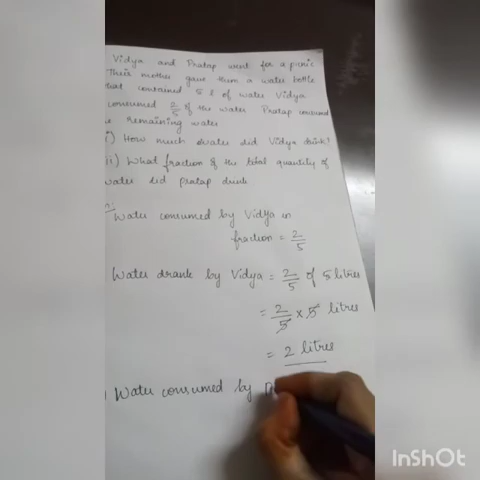 Vidya and Pratap went for a picnic
Their mother gave them a water bottle
that contained 5 l of water Vidya
consumed 2/5 of the water Pratap consumed
remaining water
i) How much water did Vidya drink?
ii) What fraction of the total quantity of
water did pratap drink
Water consumed by Vidya in
fraction = 2/5
Water drank by Vidya = 2/5 of 5 litres
= 2/5 × 5 litres
= 2 litres
Water consumed by
InShOt